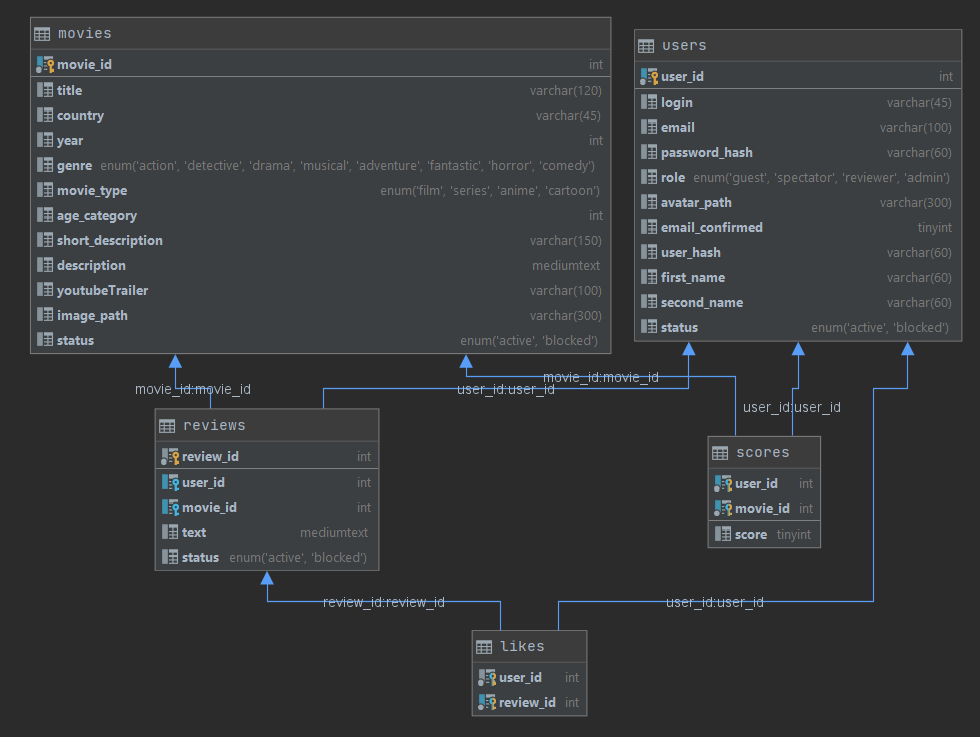 movies
movie_id int
title varchar(120)
country varchar(45)
year int
genre enum('action', 'detective', 'drama', 'musical', 'adventure', 'fantastic', 'horror', 'comedy')
movie_type enum('film', 'series', 'anime', 'cartoon')
age_category int
short_description varchar(150)
description mediumtext
youtubeTrailer varchar(100)
image_path varchar(300)
status enum('active', 'blocked')
users
user_id int
login varchar(45)
email varchar(100)
password_hash varchar(60)
role enum('guest', 'spectator', 'reviewer', 'admin')
avatar_path varchar(300)
email_confirmed tinyint
user_hash varchar(60)
first_name varchar(60)
second_name varchar(60)
status enum('active', 'blocked')
movie_id:movie_id
movie_id:movie_id
user_id:user_id
user_id:user_id
reviews
review_id int
user_id int
movie_id int
text mediumtext
status enum('active', 'blocked')
scores
user_id int
movie_id int
score tinyint
review_id:review_id
user_id:user_id
likes
user_id int
review_id int